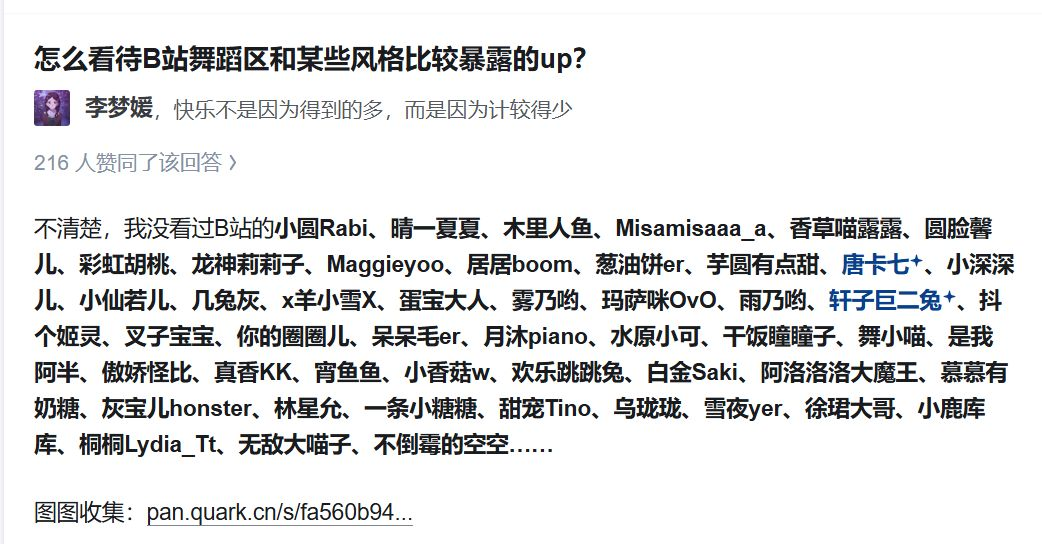 怎么看待B站舞蹈区和某些风格比较暴露的up？
李梦媛，快乐不是因为得到的多，而是因为计较得少
216 人赞同了该回答 ›
不清楚，我没看过B站的小圆Rabi、晴一夏夏、木里人鱼、Misamisaaa_a、香草喵露露、圆脸馨
儿、彩虹胡桃、龙神莉莉子、Maggieyoo、居居boom、葱油饼er、芋圆有点甜、唐卡七、小深深
儿、小仙若儿、几兔灰、x羊小雪X、蛋宝大人、雾乃哟、玛萨咪OvO、雨乃哟、轩子巨二兔、抖
个姬灵、叉子宝宝、你的圈圈儿、呆呆毛er、月沐piano、水原小可、干饭瞳瞳子、舞小喵、是我
阿半、傲娇怪比、真香KK、宵鱼鱼、小香菇w、欢乐跳跳兔、白金Saki、阿洛洛洛大魔王、慕慕有
奶糖、灰宝儿honster、林星允、一条小糖糖、甜宠Tino、乌珑珑、雪夜yer、徐珺大哥、小鹿库
库、桐桐Lydia_Tt、无敌大喵子、不倒霉的空空……
图图收集：pan.quark.cn/s/fa560b94...